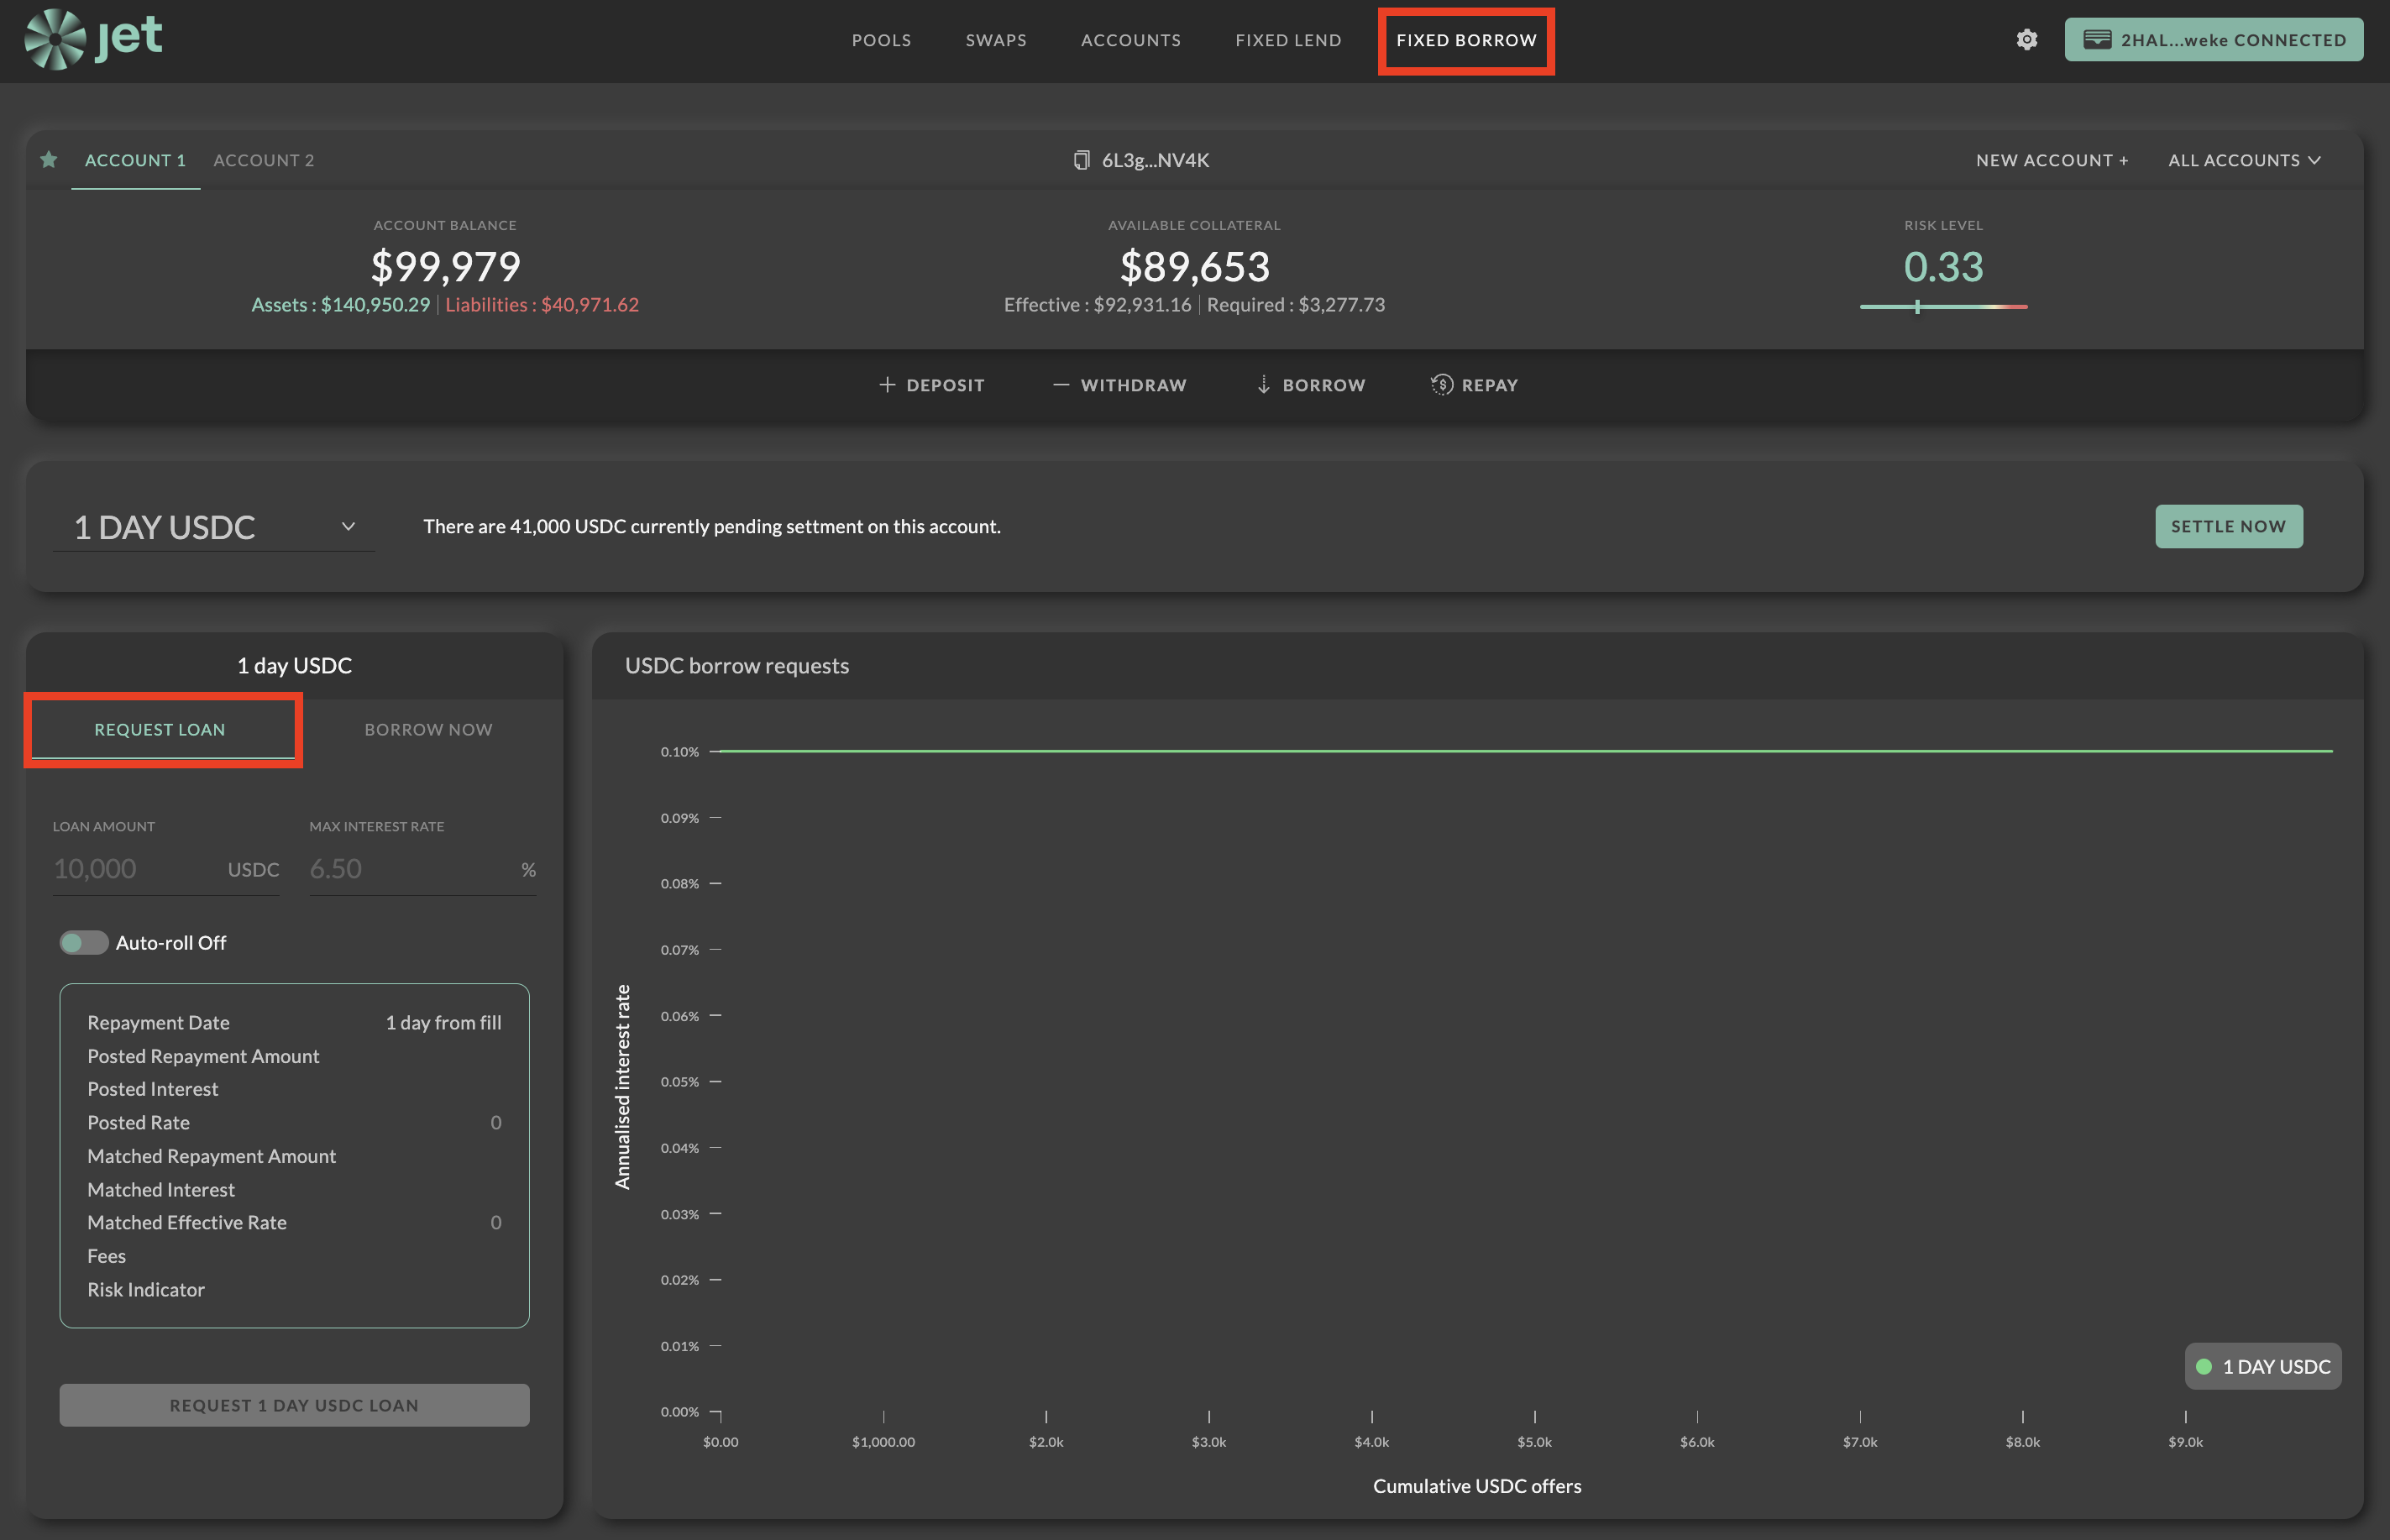 jet
POOLS SWAPS ACCOUNTS FIXED LEND FIXED BORROW
2HAL...weke CONNECTED
ACCOUNT 1 ACCOUNT 2
6L3g...NV4K
NEW ACCOUNT + ALL ACCOUNTS
ACCOUNT BALANCE
$99,979
Assets : $140,950.29 | Liabilities : $40,971.62
AVAILABLE COLLATERAL
$89,653
Effective : $92,931.16 | Required : $3,277.73
RISK LEVEL
0.33
DEPOSIT WITHDRAW BORROW REPAY
1 DAY USDC
There are 41,000 USDC currently pending settment on this account.
SETTLE NOW
1 day USDC
REQUEST LOAN BORROW NOW
LOAN AMOUNT MAX INTEREST RATE
10,000 USDC 6.50 %
Auto-roll Off
Repayment Date 1 day from fill
Posted Repayment Amount
Posted Interest
Posted Rate 0
Matched Repayment Amount
Matched Interest
Matched Effective Rate 0
Fees
Risk Indicator
REQUEST 1 DAY USDC LOAN
USDC borrow requests
0.10%
0.09%
0.08%
0.07%
0.06%
0.05%
0.04%
0.03%
0.02%
0.01%
0.00%
Annualised interest rate
1 DAY USDC
$0.00 $1,000.00 $2.0k $3.0k $4.0k $5.0k $6.0k $7.0k $8.0k $9.0k
Cumulative USDC offers